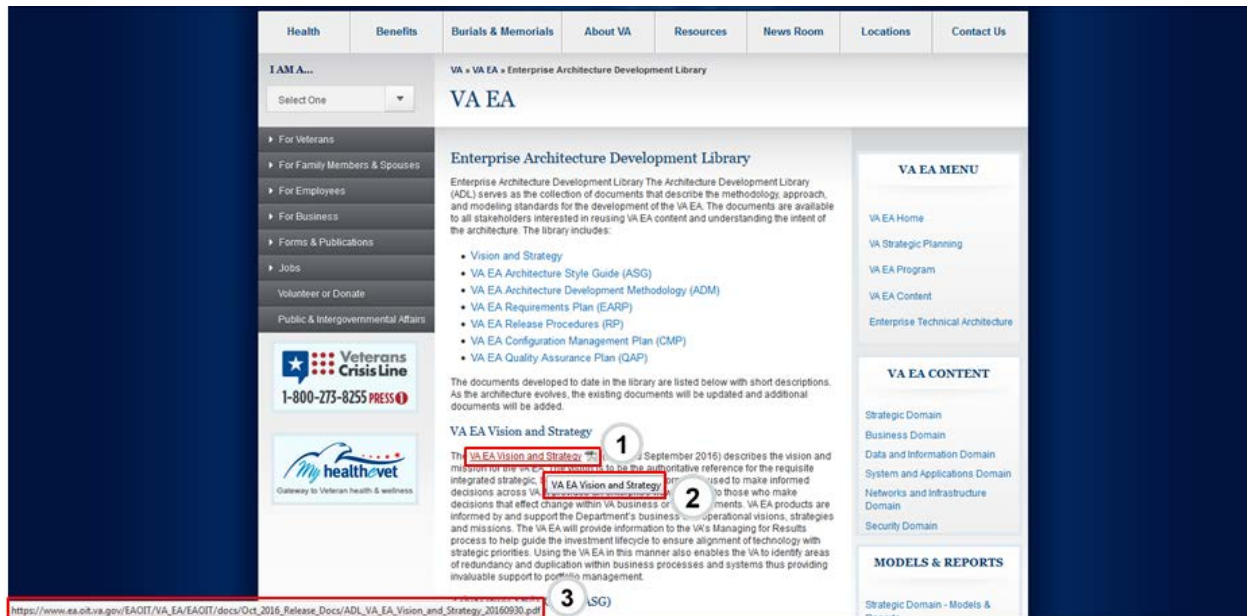 Health Benefits Burials & Memorials About VA Resources News Room Locations Contact Us
I AM A...
Select One
For Veterans
For Family Members & Spouses
For Employees
For Business
Forms & Publications
Jobs
Volunteer or Donate
Public & Intergovernmental Affairs
Veterans
Crisis Line
1-800-273-8255 PRESS 1
My healthevet
Gateway to Veteran health & wellness
VA » VA EA » Enterprise Architecture Development Library
VA EA
Enterprise Architecture Development Library
Enterprise Architecture Development Library The Architecture Development Library
(ADL) serves as the collection of documents that describe the methodology, approach,
and modeling standards for the development of the VA EA. The documents are available
to all stakeholders interested in reusing VA EA content and understanding the intent of
the architecture. The library includes:
• Vision and Strategy
• VA EA Architecture Style Guide (ASG)
• VA EA Architecture Development Methodology (ADM)
• VA EA Requirements Plan (EARP)
• VA EA Release Procedures (RP)
• VA EA Configuration Management Plan (CMP)
• VA EA Quality Assurance Plan (QAP)
The documents developed to date in the library are listed below with short descriptions.
As the architecture evolves, the existing documents will be updated and additional
documents will be added.
VA EA Vision and Strategy
1
The VA EA Vision and Strategy September 2016) describes the vision and
mission for the VA EA. The vision is to be the authoritative reference for the requisite
integrated strategic, used to make informed
VA EA Vision and Strategy
2
decisions across VA to those who make
decisions that effect change within VA business or VA EA products are
informed by and support the Department's business operational visions, strategies
and missions. The VA EA will provide information to the VA's Managing for Results
process to help guide the investment lifecycle to ensure alignment of technology with
strategic priorities. Using the VA EA in this manner also enables the VA to identify areas
of redundancy and duplication within business processes and systems thus providing
invaluable support to portfolio management.
3
ASG)
https://www.ea.oit.va.gov/EAOIT/VA_EA/EAOIT/docs/Oct_2016_Release_Docs/ADL_VA_EA_Vision_and_Strategy_20160930.pdf
VA EA MENU
VA EA Home
VA Strategic Planning
VA EA Program
VA EA Content
Enterprise Technical Architecture
VA EA CONTENT
Strategic Domain
Business Domain
Data and Information Domain
System and Applications Domain
Networks and Infrastructure
Domain
Security Domain
MODELS & REPORTS
Strategic Domain - Models &